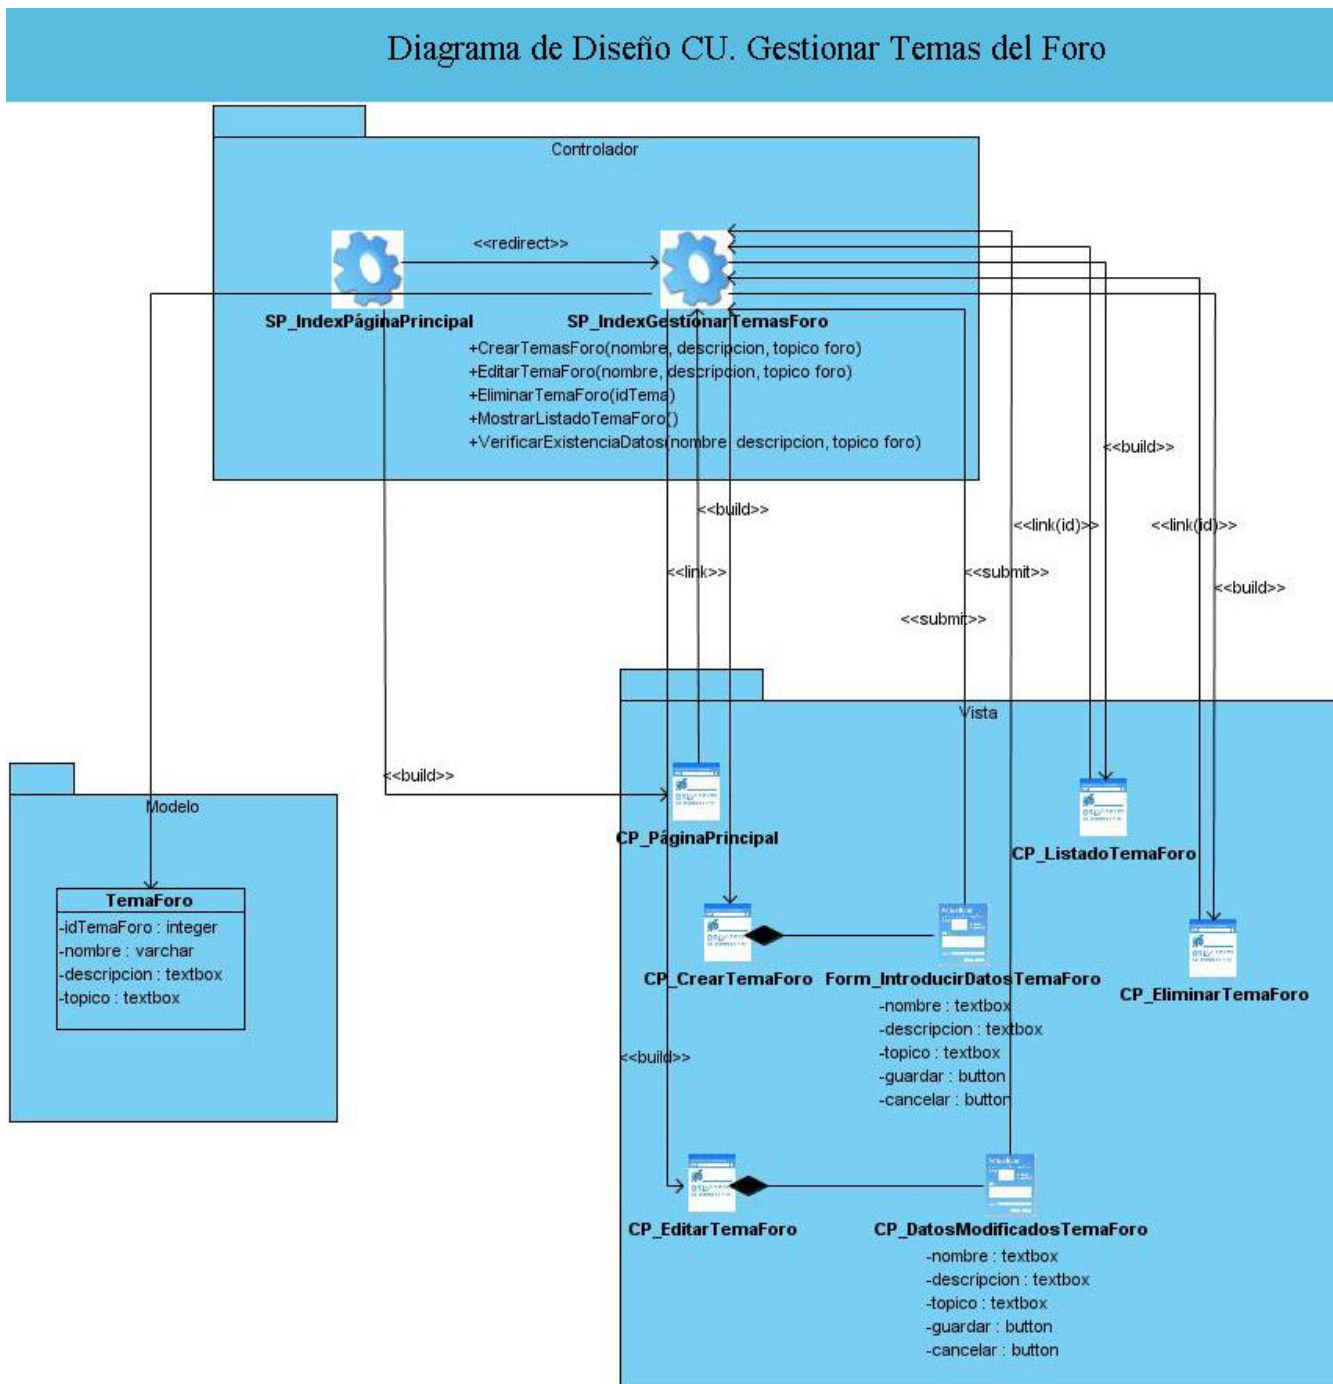 Diagrama de Diseño CU. Gestionar Temas del Foro
Controlador
<<redirect>>
SP_IndexPáginaPrincipal
SP_IndexGestionarTemasForo
+CrearTemasForo(nombre, descripcion, topico foro)
+EditarTemaForo(nombre, descripcion, topico foro)
+EliminarTemaForo(idTema)
+MostrarListadoTemaForo()
+VerificarExistenciaDatos(nombre, descripcion, topico foro)
<<build>>
<<build>>
<<link(id)>>
<<link(id)>>
<<link>>
<<submit>>
<<build>>
<<submit>>
Vista
<<build>>
Modelo
CP_PáginaPrincipal
CP_ListadoTemaForo
TemaForo
-idTemaForo : integer
-nombre : varchar
-descripcion : textbox
-topico : textbox
CP_CrearTemaForo
Form_IntroducirDatosTemaForo
-nombre : textbox
-descripcion : textbox
-topico : textbox
-guardar : button
-cancelar : button
CP_EliminarTemaForo
<<build>>
CP_EditarTemaForo
CP_DatosModificadosTemaForo
-nombre : textbox
-descripcion : textbox
-topico : textbox
-guardar : button
-cancelar : button